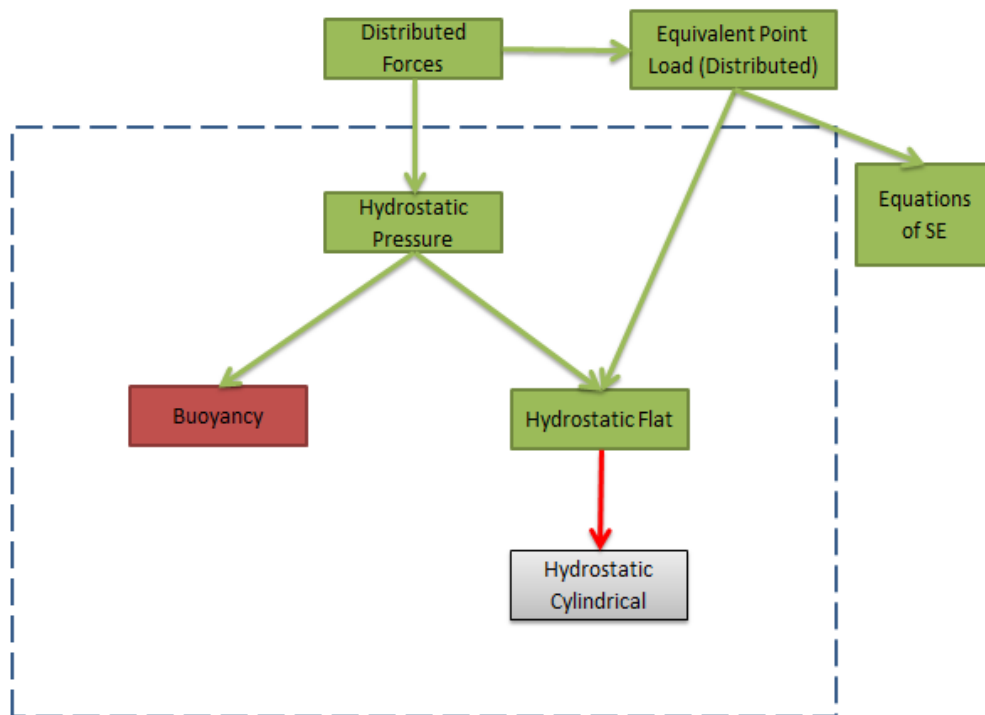 Distributed
Forces
Equivalent Point
Load (Distributed)
Hydrostatic
Pressure
Equations
of SE
Buoyancy
Hydrostatic Flat
Hydrostatic
Cylindrical